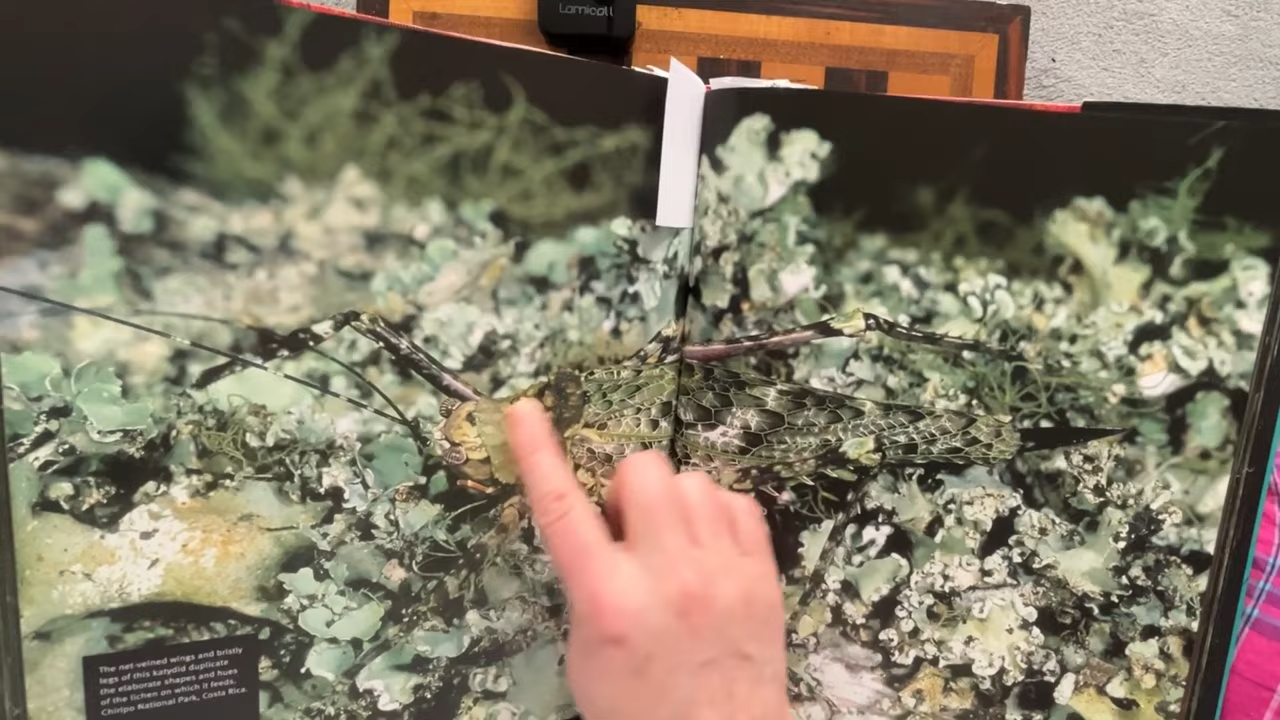 Lamicall
The net-veined wings and bristly
legs of this katydid duplicate
the elaborate shapes and hues
of the lichen on which it feeds.
Chiripo National Park, Costa Rica.